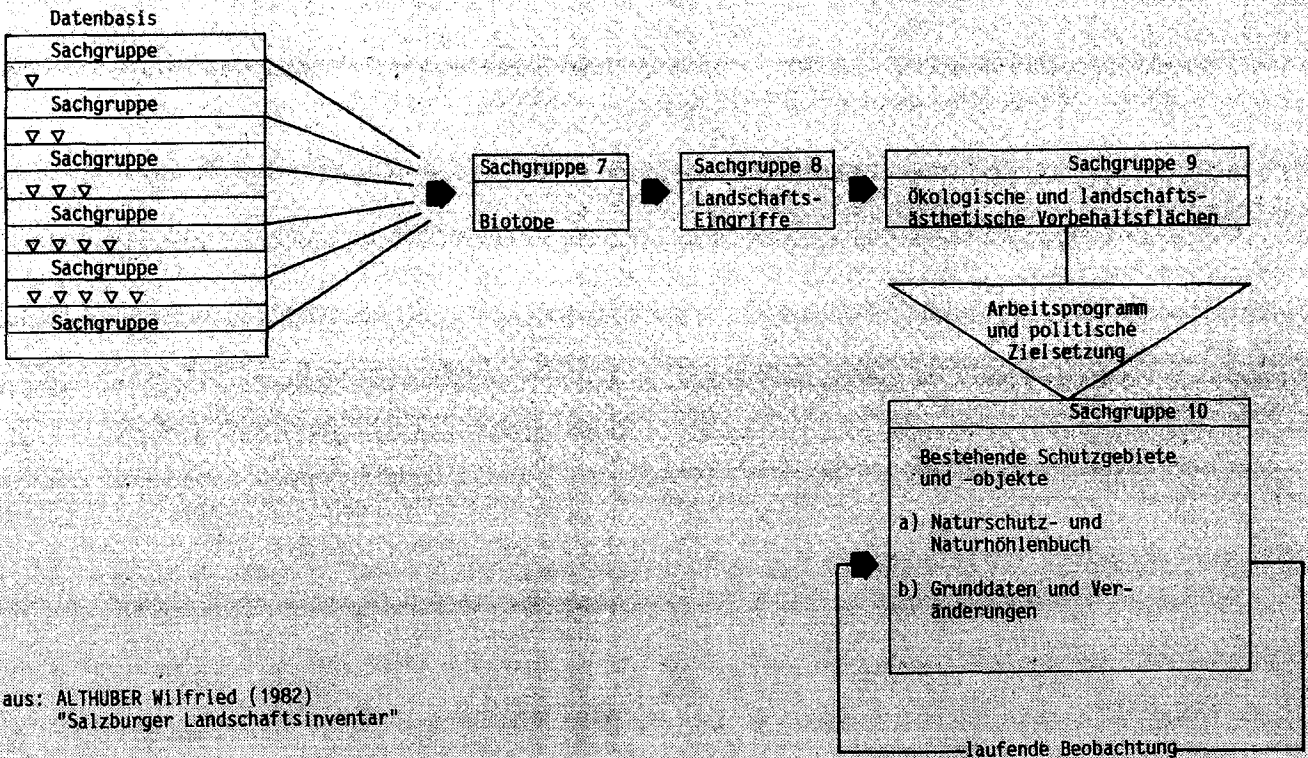 Datenbasis
Sachgruppe
Sachgruppe
Sachgruppe
Sachgruppe
Sachgruppe
Sachgruppe
Sachgruppe 7
Biotope
Sachgruppe 8
Landschafts-
Eingriffe
Sachgruppe 9
Ökologische und landschafts-
ästhetische Vorbehaltsflächen
Arbeitsprogramm
und politische
Zielsetzung
Sachgruppe 10
Bestehende Schutzgebiete
und -objekte
a) Naturschutz- und
Naturhöhlenbuch
b) Grunddaten und Ver-
änderungen
laufende Beobachtung
aus: ALTHUBER Wilfried (1982)
"Salzburger Landschaftsinventar"